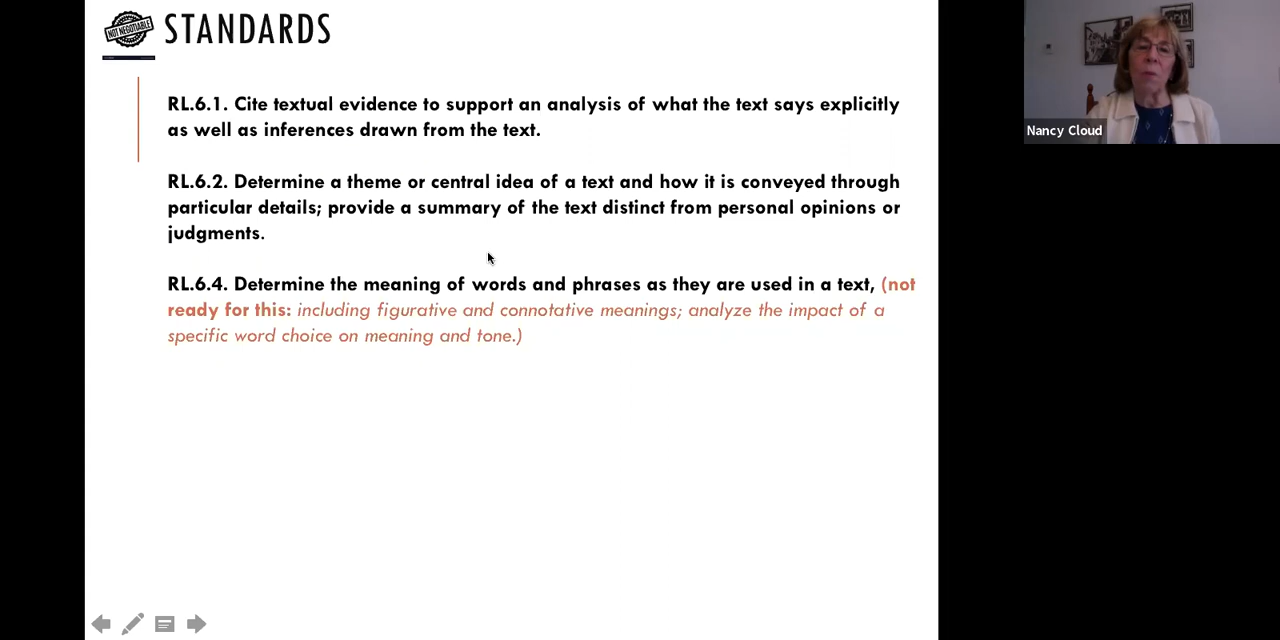 NOT NEGOTIABLE
STANDARDS
RL.6.1. Cite textual evidence to support an analysis of what the text says explicitly
as well as inferences drawn from the text.
RL.6.2. Determine a theme or central idea of a text and how it is conveyed through
particular details; provide a summary of the text distinct from personal opinions or
judgments.
RL.6.4. Determine the meaning of words and phrases as they are used in a text, (not
ready for this: including figurative and connotative meanings; analyze the impact of a
specific word choice on meaning and tone.)
Nancy Cloud